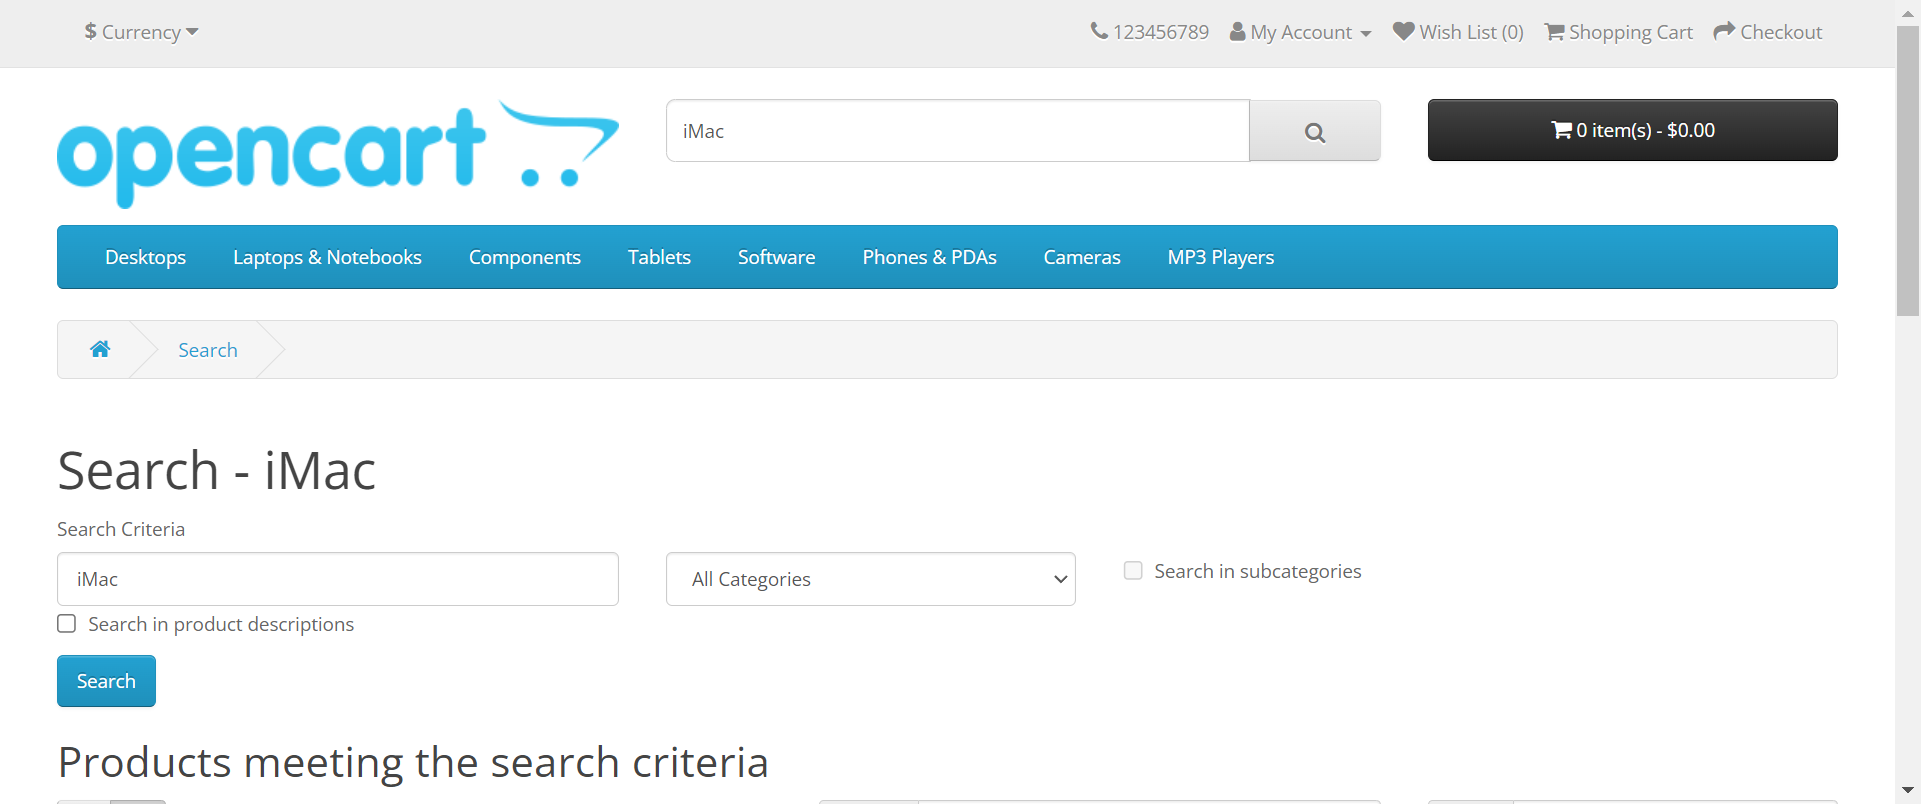 $ Currency
123456789 My Account Wish List (0) Shopping Cart Checkout
opencart
iMac
0 item(s) - $0.00
Desktops Laptops & Notebooks Components Tablets Software Phones & PDAs Cameras MP3 Players
Search
Search - iMac
Search Criteria
iMac
All Categories
Search in subcategories
Search in product descriptions
Search
Products meeting the search criteria